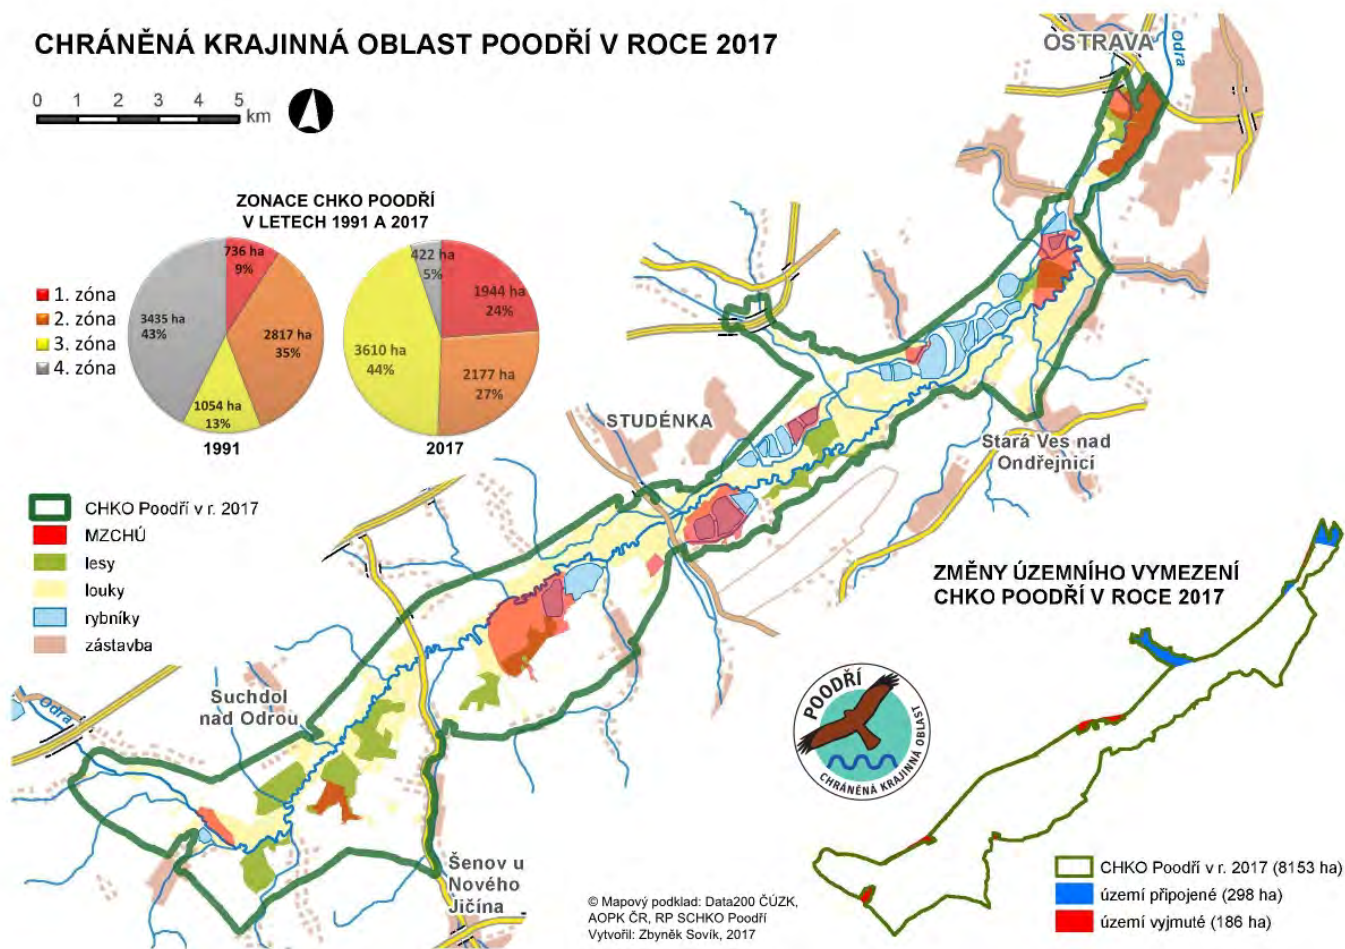 CHRÁNĚNÁ KRAJINNÁ OBLAST POODŘÍ V ROCE 2017
0 1 2 3 4 5
km
ZONACE CHKO POODŘÍ
V LETECH 1991 A 2017
1. zóna
2. zóna
3. zóna
4. zóna
736 ha
9%
2817 ha
35%
1054 ha
13%
3435 ha
43%
1991
422 ha
5%
1944 ha
24%
2177 ha
27%
3610 ha
44%
2017
CHKO Poodří v r. 2017
MZCHÚ
lesy
louky
rybníky
zástavba
OSTRAVA
Odra
STUDÉNKA
Stará Ves nad
Ondřejnicí
Suchdol
nad Odrou
Odra
Šenov u
Nového
Jičína
ZMĚNY ÚZEMNÍHO VYMEZENÍ
CHKO POODŘÍ V ROCE 2017
POODŘÍ
CHRÁNĚNÁ KRAJINNÁ OBLAST
CHKO Poodří v r. 2017 (8153 ha)
území připojené (298 ha)
území vyjmuté (186 ha)
© Mapový podklad: Data200 ČÚZK,
AOPK ČR, RP SCHKO Poodří
Vytvořil: Zbyněk Sovík, 2017